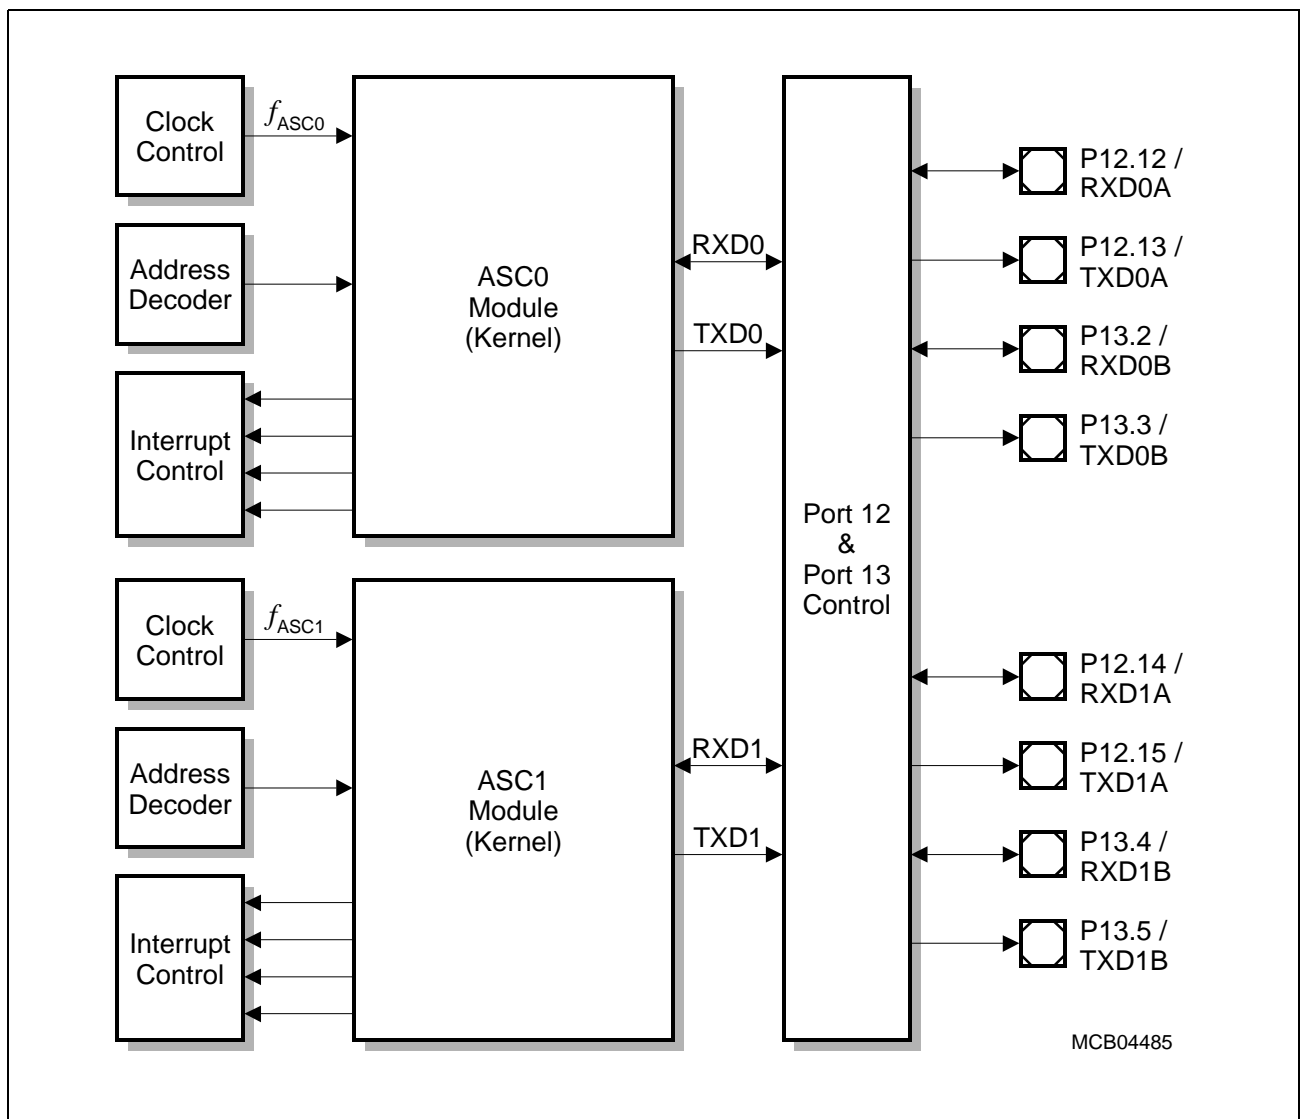 Clock
Control
fASC0
Address
Decoder
Interrupt
Control
ASC0
Module
(Kernel)
RXD0
TXD0
Clock
Control
fASC1
Address
Decoder
Interrupt
Control
ASC1
Module
(Kernel)
RXD1
TXD1
Port 12
&
Port 13
Control
P12.12 /
RXD0A
P12.13 /
TXD0A
P13.2 /
RXD0B
P13.3 /
TXD0B
P12.14 /
RXD1A
P12.15 /
TXD1A
P13.4 /
RXD1B
P13.5 /
TXD1B
MCB04485